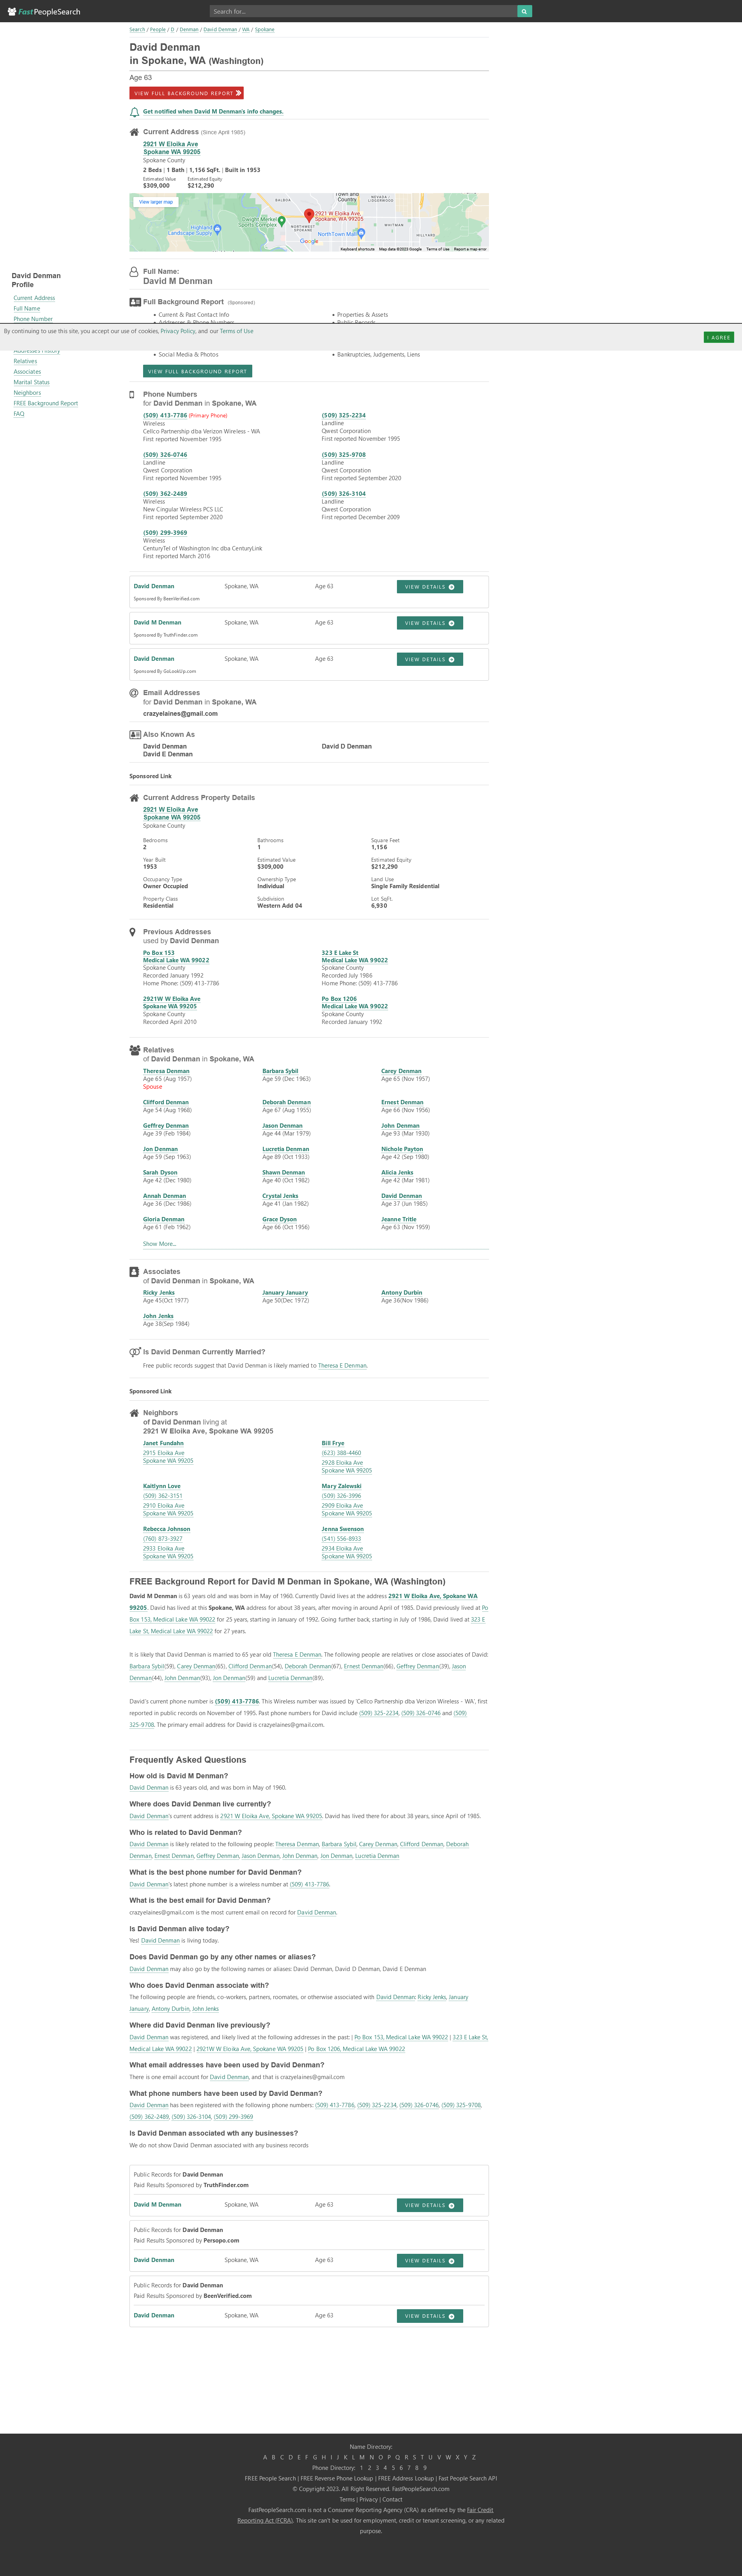 FastPeopleSearch
Search for...
Search / People / D / Denman / David Denman / WA / Spokane
David Denman
in Spokane, WA (Washington)
Age 63
VIEW FULL BACKGROUND REPORT
Get notified when David M Denman's info changes.
Current Address (Since April 1985)
2921 W Eloika Ave
Spokane WA 99205
Spokane County
2 Beds | 1 Bath | 1,156 SqFt. | Built in 1953
Estimated Value Estimated Equity
$309,000 $212,290
View larger map
Town and
Country
2921 W Eloika Ave,
Spokane, WA 99205
Dwight Merkel
Sports Complex
Highland
Landscape Supply
NORTHWEST
SPOKANE
NorthTown Mall
WHITMAN
HILLYARD
Google
Keyboard shortcuts Map data ©2023 Google Terms of Use Report a map error
David Denman
Profile
Current Address
Full Name
Phone Number
Addresses History
Relatives
Associates
Marital Status
Neighbors
FREE Background Report
FAQ
Full Name:
David M Denman
Full Background Report (Sponsored)
• Current & Past Contact Info • Properties & Assets
• Addresses & Phone Numbers • Public Records
By continuing to use this site, you accept our use of cookies, Privacy Policy, and our Terms of Use
I AGREE
• Social Media & Photos • Bankruptcies, Judgements, Liens
VIEW FULL BACKGROUND REPORT
Phone Numbers
for David Denman in Spokane, WA
(509) 413-7786 (Primary Phone)
Wireless
Cellco Partnership dba Verizon Wireless - WA
First reported November 1995
(509) 325-2234
Landline
Qwest Corporation
First reported November 1995
(509) 326-0746
Landline
Qwest Corporation
First reported November 1995
(509) 325-9708
Landline
Qwest Corporation
First reported September 2020
(509) 362-2489
Wireless
New Cingular Wireless PCS LLC
First reported September 2020
(509) 326-3104
Landline
Qwest Corporation
First reported December 2009
(509) 299-3969
Wireless
CenturyTel of Washington Inc dba CenturyLink
First reported March 2016
David Denman Spokane, WA Age 63 VIEW DETAILS
Sponsored By BeenVerified.com
David M Denman Spokane, WA Age 63 VIEW DETAILS
Sponsored By TruthFinder.com
David Denman Spokane, WA Age 63 VIEW DETAILS
Sponsored By GoLookUp.com
Email Addresses
for David Denman in Spokane, WA
crazyelaines@gmail.com
Also Known As
David Denman David D Denman
David E Denman
Sponsored Link
Current Address Property Details
2921 W Eloika Ave
Spokane WA 99205
Spokane County
Bedrooms Bathrooms Square Feet
2 1 1,156
Year Built Estimated Value Estimated Equity
1953 $309,000 $212,290
Occupancy Type Ownership Type Land Use
Owner Occupied Individual Single Family Residential
Property Class Subdivision Lot SqFt.
Residential Western Add 04 6,930
Previous Addresses
used by David Denman
Po Box 153
Medical Lake WA 99022
Spokane County
Recorded January 1992
Home Phone: (509) 413-7786
323 E Lake St
Medical Lake WA 99022
Spokane County
Recorded July 1986
Home Phone: (509) 413-7786
2921W W Eloika Ave
Spokane WA 99205
Spokane County
Recorded April 2010
Po Box 1206
Medical Lake WA 99022
Spokane County
Recorded January 1992
Relatives
of David Denman in Spokane, WA
Theresa Denman Barbara Sybil Carey Denman
Age 65 (Aug 1957) Age 59 (Dec 1963) Age 65 (Nov 1957)
Spouse
Clifford Denman Deborah Denman Ernest Denman
Age 54 (Aug 1968) Age 67 (Aug 1955) Age 66 (Nov 1956)
Geffrey Denman Jason Denman John Denman
Age 39 (Feb 1984) Age 44 (Mar 1979) Age 93 (Mar 1930)
Jon Denman Lucretia Denman Nichole Payton
Age 59 (Sep 1963) Age 89 (Oct 1933) Age 42 (Sep 1980)
Sarah Dyson Shawn Denman Alicia Jenks
Age 42 (Dec 1980) Age 40 (Oct 1982) Age 42 (Mar 1981)
Annah Denman Crystal Jenks David Denman
Age 36 (Dec 1986) Age 41 (Jan 1982) Age 37 (Jun 1985)
Gloria Denman Grace Dyson Jeanne Tritle
Age 61 (Feb 1962) Age 66 (Oct 1956) Age 63 (Nov 1959)
Show More...
Associates
of David Denman in Spokane, WA
Ricky Jenks January January Antony Durbin
Age 45(Oct 1977) Age 50(Dec 1972) Age 36(Nov 1986)
John Jenks
Age 38(Sep 1984)
Is David Denman Currently Married?
Free public records suggest that David Denman is likely married to Theresa E Denman.
Sponsored Link
Neighbors
of David Denman living at
2921 W Eloika Ave, Spokane WA 99205
Janet Fundahn
2915 Eloika Ave
Spokane WA 99205
Bill Frye
(623) 388-4460
2928 Eloika Ave
Spokane WA 99205
Kaitlynn Love
(509) 362-3151
2910 Eloika Ave
Spokane WA 99205
Mary Zalewski
(509) 326-3996
2909 Eloika Ave
Spokane WA 99205
Rebecca Johnson
(760) 873-3927
2933 Eloika Ave
Spokane WA 99205
Jenna Swenson
(541) 556-8933
2934 Eloika Ave
Spokane WA 99205
FREE Background Report for David M Denman in Spokane, WA (Washington)
David M Denman is 63 years old and was born in May of 1960. Currently David lives at the address 2921 W Eloika Ave, Spokane WA
99205. David has lived at this Spokane, WA address for about 38 years, after moving in around April of 1985. David previously lived at Po
Box 153, Medical Lake WA 99022 for 25 years, starting in January of 1992. Going further back, starting in July of 1986, David lived at 323 E
Lake St, Medical Lake WA 99022 for 27 years.
It is likely that David Denman is married to 65 year old Theresa E Denman. The following people are relatives or close associates of David:
Barbara Sybil(59), Carey Denman(65), Clifford Denman(54), Deborah Denman(67), Ernest Denman(66), Geffrey Denman(39), Jason
Denman(44), John Denman(93), Jon Denman(59) and Lucretia Denman(89).
David's current phone number is (509) 413-7786. This Wireless number was issued by 'Cellco Partnership dba Verizon Wireless - WA', first
reported in public records on November of 1995. Past phone numbers for David include (509) 325-2234, (509) 326-0746 and (509)
325-9708. The primary email address for David is crazyelaines@gmail.com.
Frequently Asked Questions
How old is David M Denman?
David Denman is 63 years old, and was born in May of 1960.
Where does David Denman live currently?
David Denman's current address is 2921 W Eloika Ave, Spokane WA 99205. David has lived there for about 38 years, since April of 1985.
Who is related to David Denman?
David Denman is likely related to the following people: Theresa Denman, Barbara Sybil, Carey Denman, Clifford Denman, Deborah
Denman, Ernest Denman, Geffrey Denman, Jason Denman, John Denman, Jon Denman, Lucretia Denman
What is the best phone number for David Denman?
David Denman's latest phone number is a wireless number at (509) 413-7786.
What is the best email for David Denman?
crazyelaines@gmail.com is the most current email on record for David Denman.
Is David Denman alive today?
Yes! David Denman is living today.
Does David Denman go by any other names or aliases?
David Denman may also go by the following names or aliases: David Denman, David D Denman, David E Denman
Who does David Denman associate with?
The following people are friends, co-workers, partners, roomates, or otherwise associated with David Denman: Ricky Jenks, January
January, Antony Durbin, John Jenks
Where did David Denman live previously?
David Denman was registered, and likely lived at the following addresses in the past: | Po Box 153, Medical Lake WA 99022 | 323 E Lake St,
Medical Lake WA 99022 | 2921W W Eloika Ave, Spokane WA 99205 | Po Box 1206, Medical Lake WA 99022
What email addresses have been used by David Denman?
There is one email account for David Denman, and that is crazyelaines@gmail.com
What phone numbers have been used by David Denman?
David Denman has been registered with the following phone numbers: (509) 413-7786, (509) 325-2234, (509) 326-0746, (509) 325-9708,
(509) 362-2489, (509) 326-3104, (509) 299-3969
Is David Denman associated wth any businesses?
We do not show David Denman associated with any business records
Public Records for David Denman
Paid Results Sponsored by TruthFinder.com
David M Denman Spokane, WA Age 63 VIEW DETAILS
Public Records for David Denman
Paid Results Sponsored by Persopo.com
David Denman Spokane, WA Age 63 VIEW DETAILS
Public Records for David Denman
Paid Results Sponsored by BeenVerified.com
David Denman Spokane, WA Age 63 VIEW DETAILS
Name Directory:
A B C D E F G H I J K L M N O P Q R S T U V W X Y Z
Phone Directory: 1 2 3 4 5 6 7 8 9
FREE People Search | FREE Reverse Phone Lookup | FREE Address Lookup | Fast People Search API
© Copyright 2023. All Right Reserved. FastPeopleSearch.com
Terms | Privacy | Contact
FastPeopleSearch.com is not a Consumer Reporting Agency (CRA) as defined by the Fair Credit
Reporting Act (FCRA). This site can't be used for employment, credit or tenant screening, or any related
purpose.